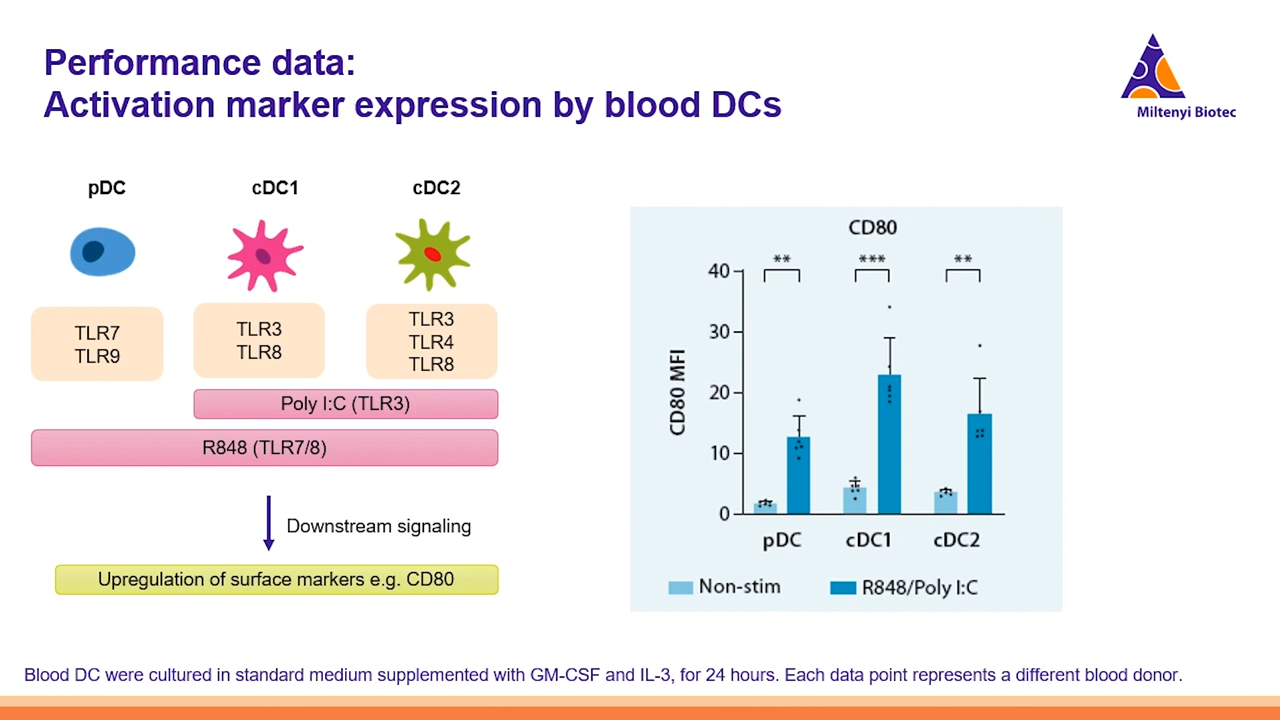 Performance data:
Activation marker expression by blood DCs
Miltenyi Biotec
pDC
cDC1
cDC2
TLR7
TLR9
TLR3
TLR8
TLR3
TLR4
TLR8
Poly I:C (TLR3)
R848 (TLR7/8)
Downstream signaling
Upregulation of surface markers e.g. CD80
CD80
** *** **
CD80 MFI
40
30
20
10
0
pDC cDC1 cDC2
Non-stim R848/Poly I:C
Blood DC were cultured in standard medium supplemented with GM-CSF and IL-3, for 24 hours. Each data point represents a different blood donor.